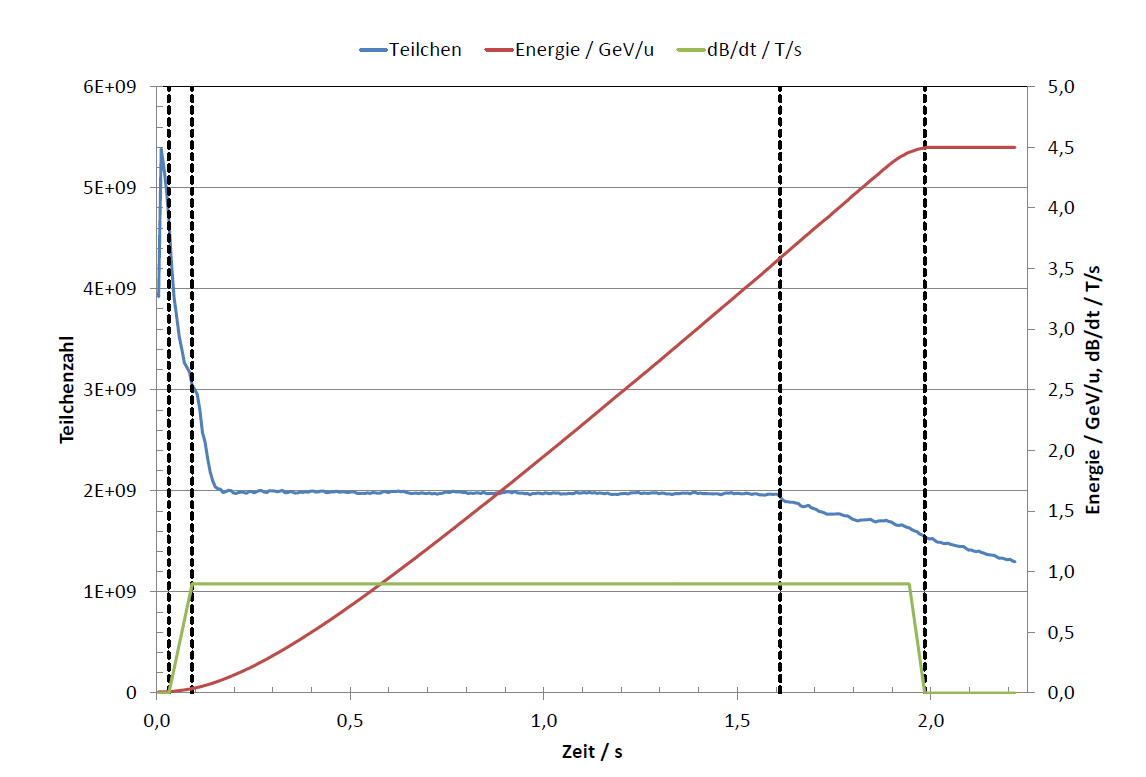 Teilchen Energie / GeV/u dB/dt / T/s
6E+09 5,0
4,5
5E+09
4,0
3,5
4E+09
3,0
3E+09 2,5
2,0
2E+09
1,5
1,0
1E+09
0,5
0 0,0
0,0 0,5 1,0 1,5 2,0
Zeit / s
Teilchenzahl
Energie / GeV/u, dB/dt / T/s